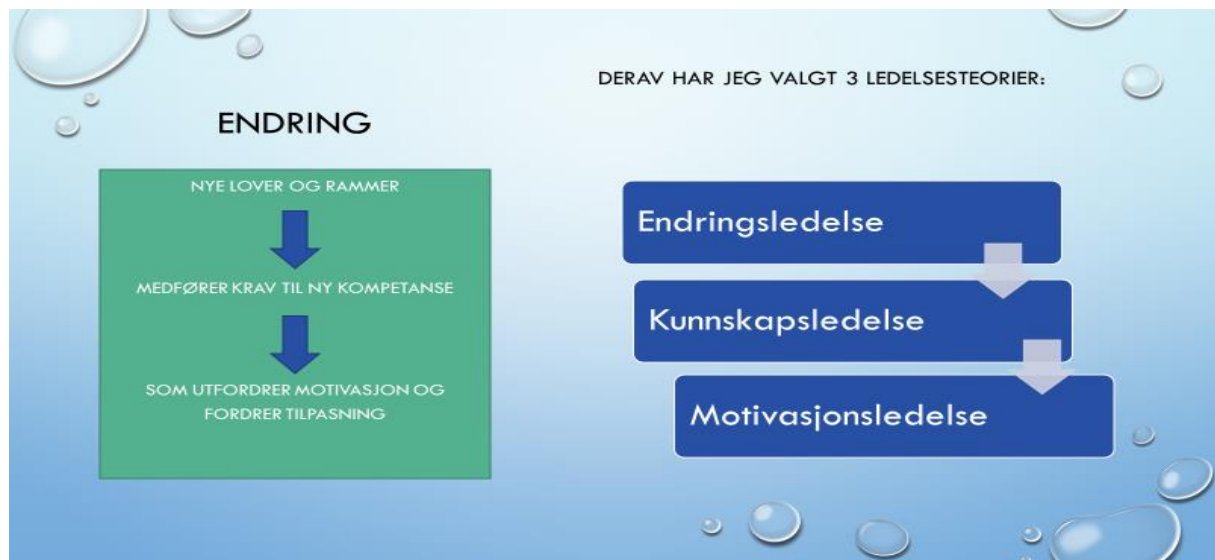 ENDRING
NYE LOVER OG RAMMER
MEDFØRER KRAV TIL NY KOMPETANSE
SOM UTFORDRER MOTIVASJON OG
FORDRER TILPASNING
DERAV HAR JEG VALGT 3 LEDELSESTEORIER:
Endringsledelse
Kunnskapsledelse
Motivasjonsledelse